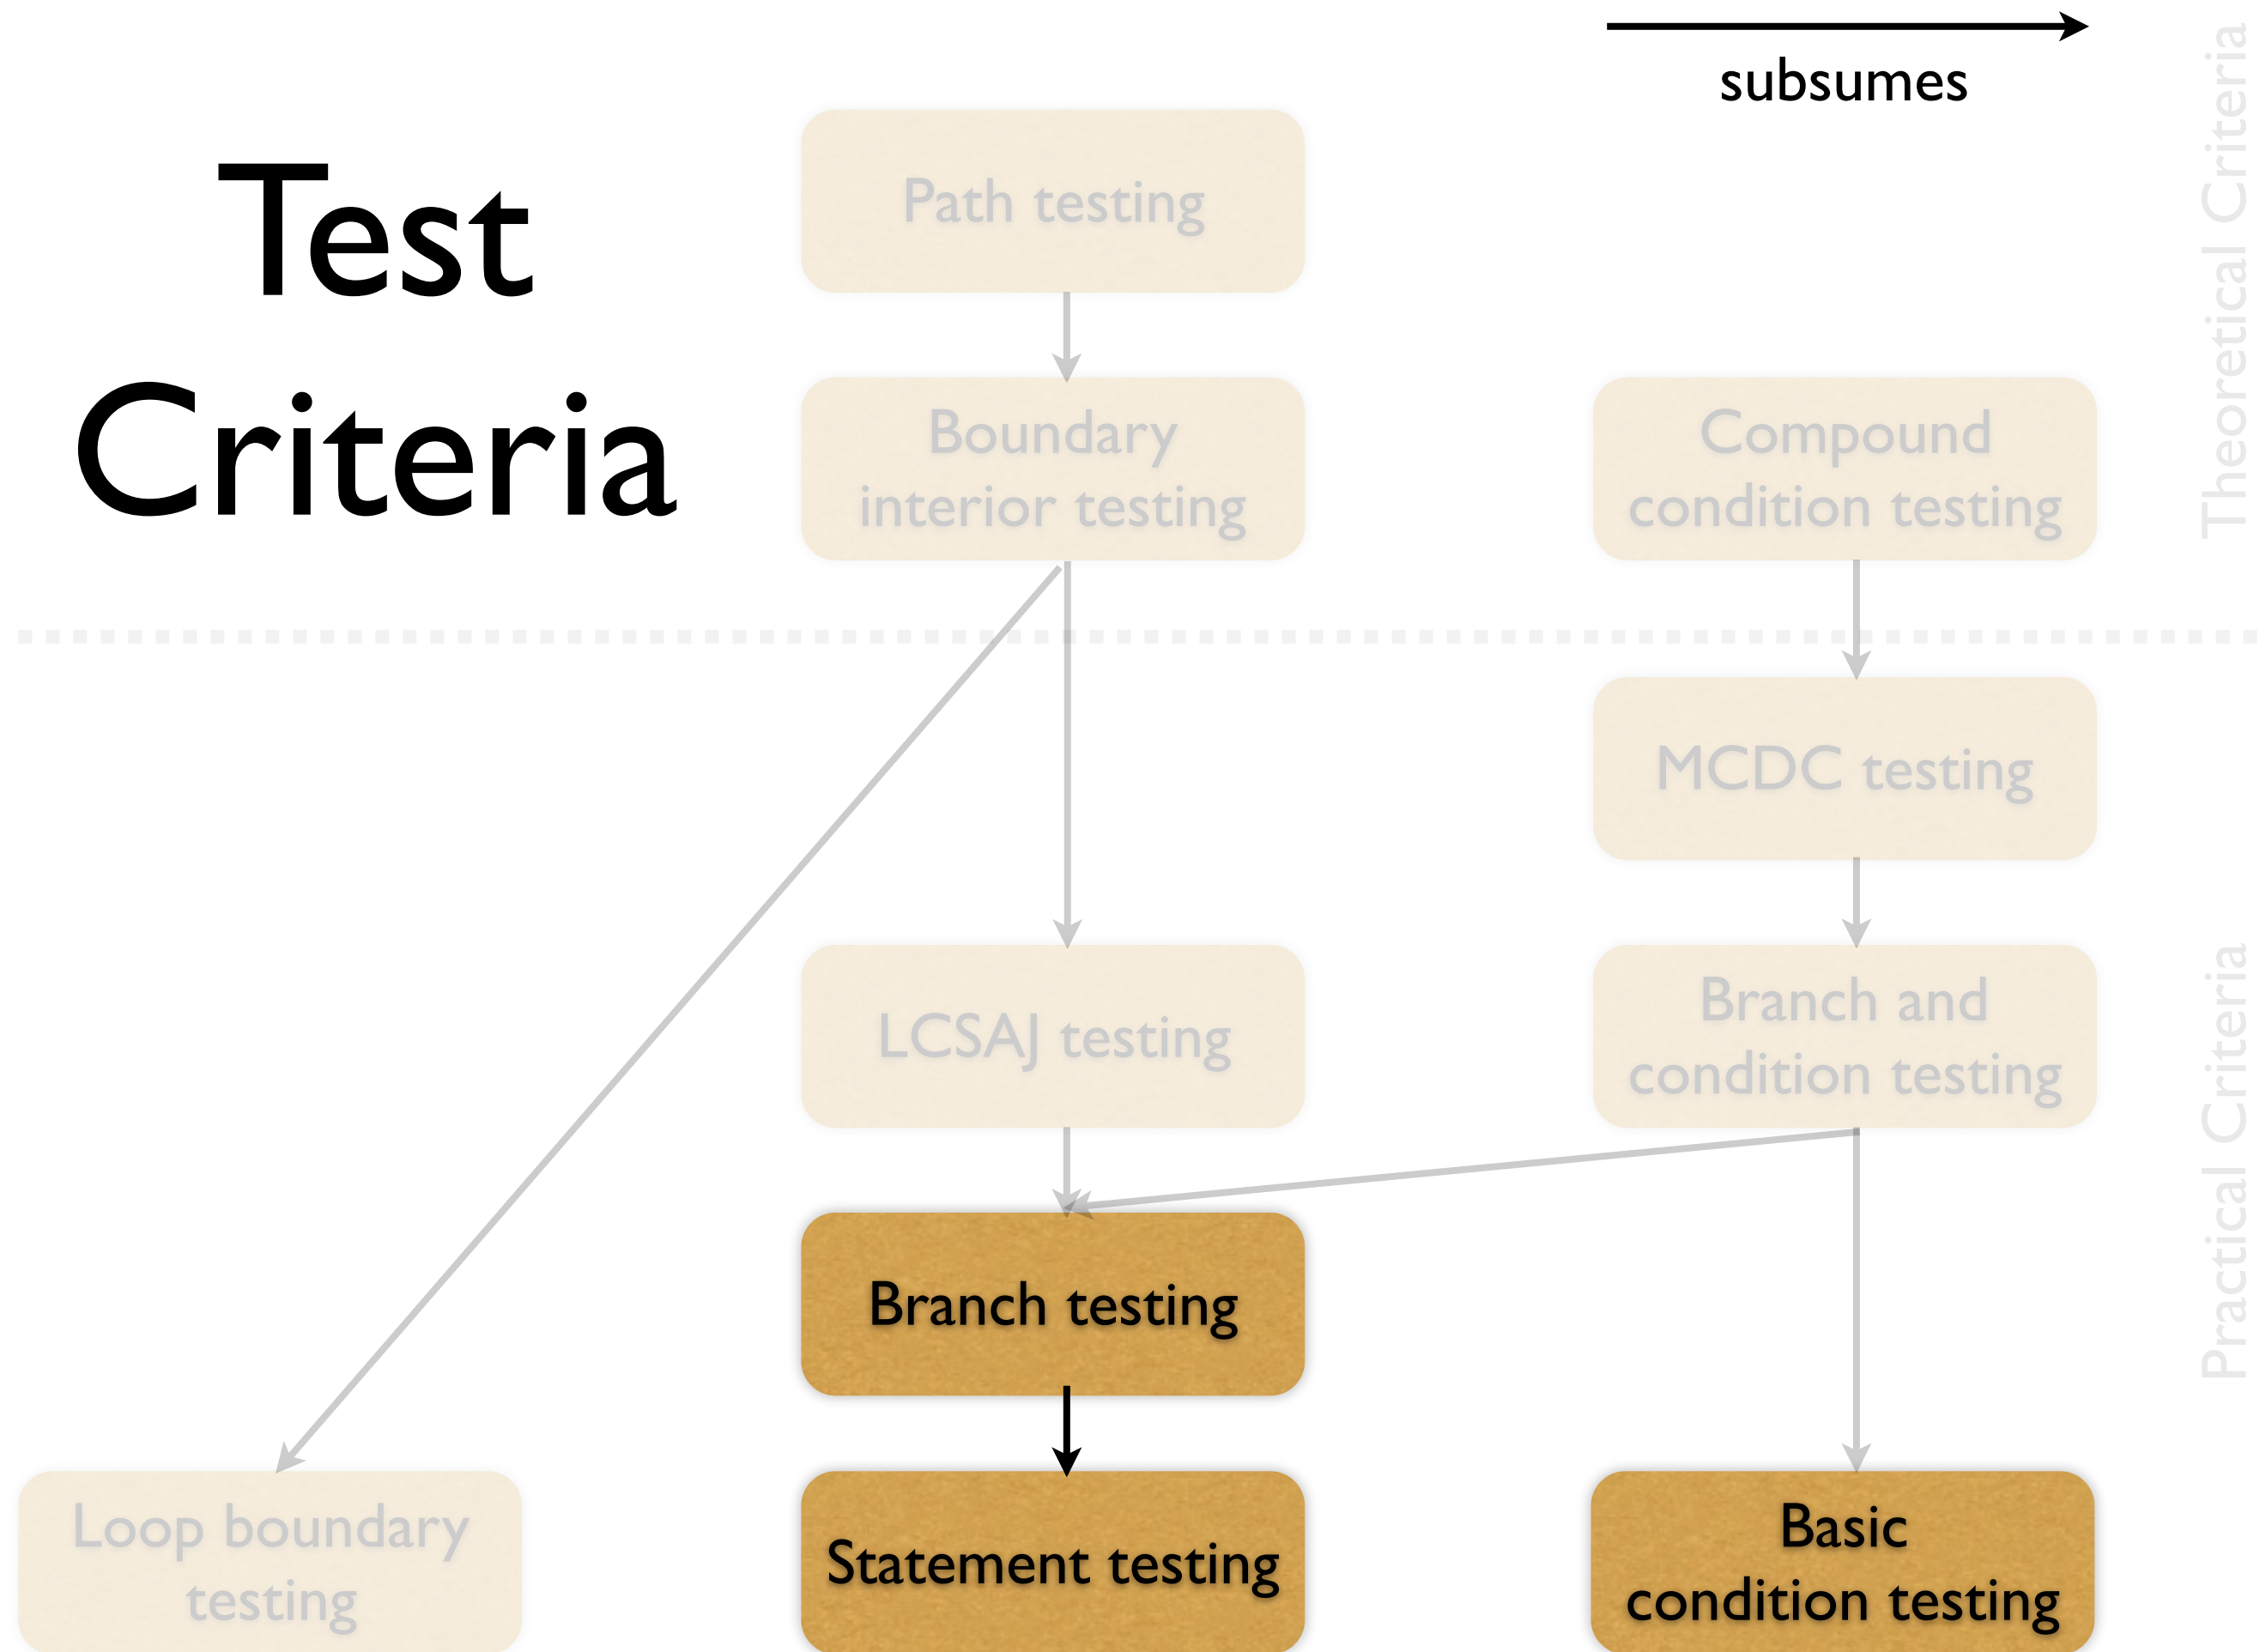 subsumes
Test
Criteria
Path testing
Boundary
interior testing
Compound
condition testing
Theoretical Criteria
MCDC testing
LCSAJ testing
Branch and
condition testing
Practical Criteria
Branch testing
Loop boundary
testing
Statement testing
Basic
condition testing